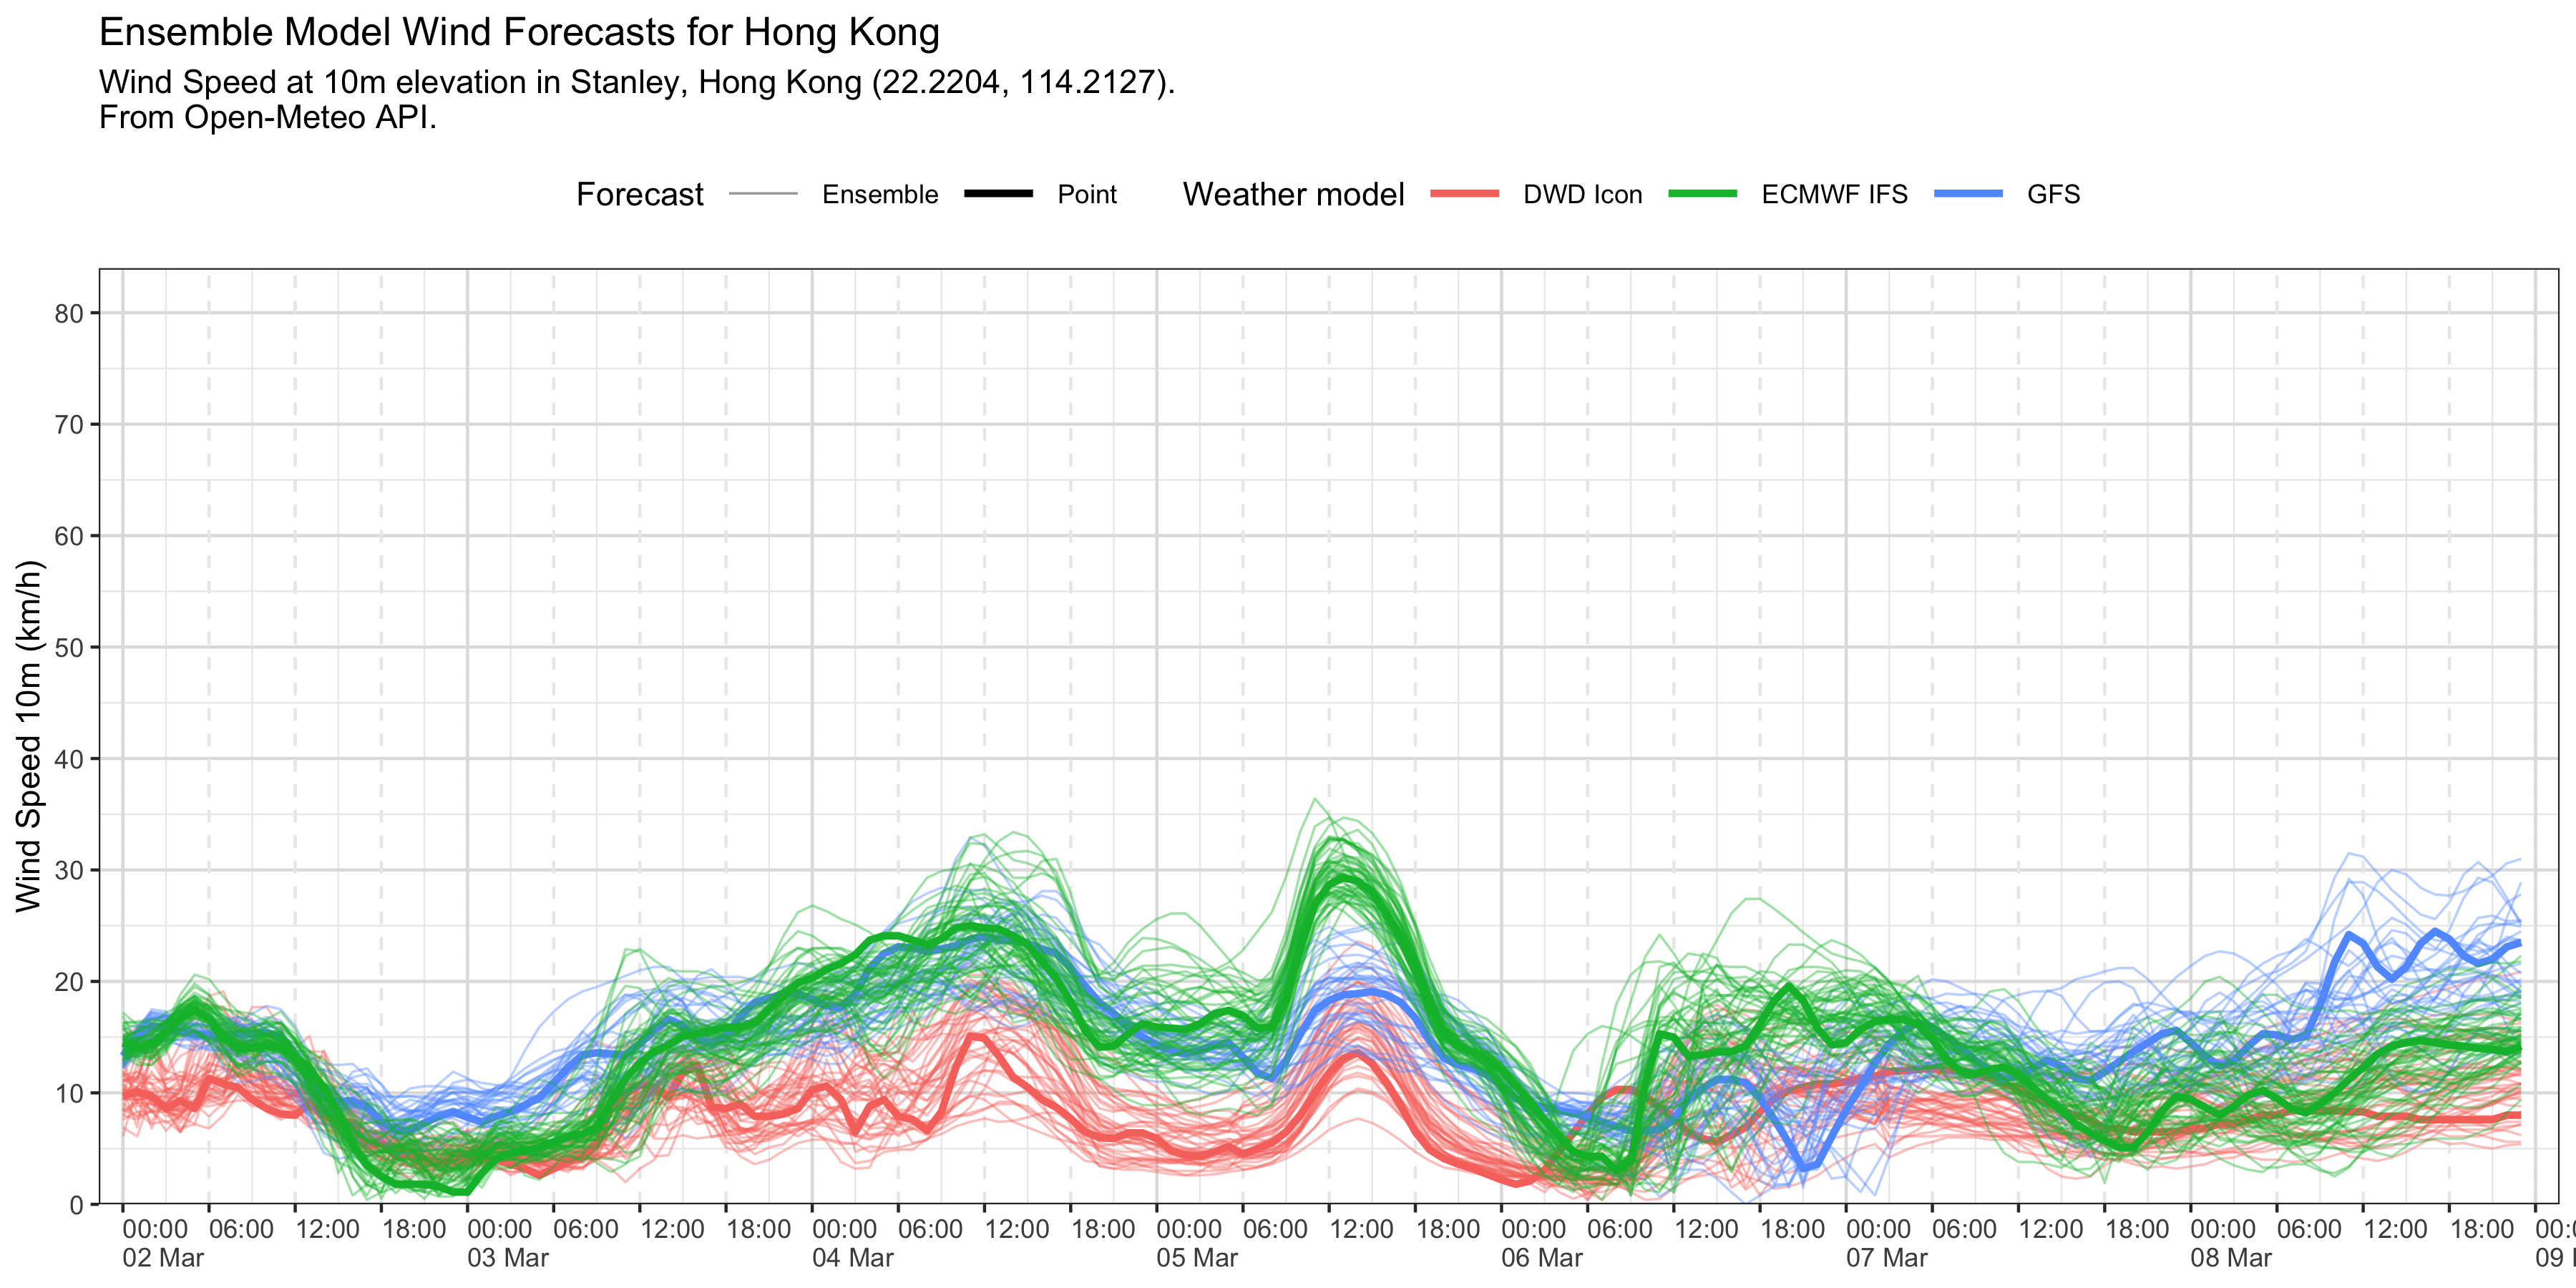 Ensemble Model Wind Forecasts for Hong Kong
Wind Speed at 10m elevation in Stanley, Hong Kong (22.2204, 114.2127).
From Open-Meteo API.
Forecast Ensemble Point Weather model DWD Icon ECMWF IFS GFS
Wind Speed 10m (km/h)
80
70
60
50
40
30
20
10
0
00:00 06:00 12:00 18:00 00:00 06:00 12:00 18:00 00:00 06:00 12:00 18:00 00:00 06:00 12:00 18:00 00:00 06:00 12:00 18:00 00:00 06:00 12:00 18:00 00:00 06:00 12:00 18:00
02 Mar 03 Mar 04 Mar 05 Mar 06 Mar 07 Mar 08 Mar 09